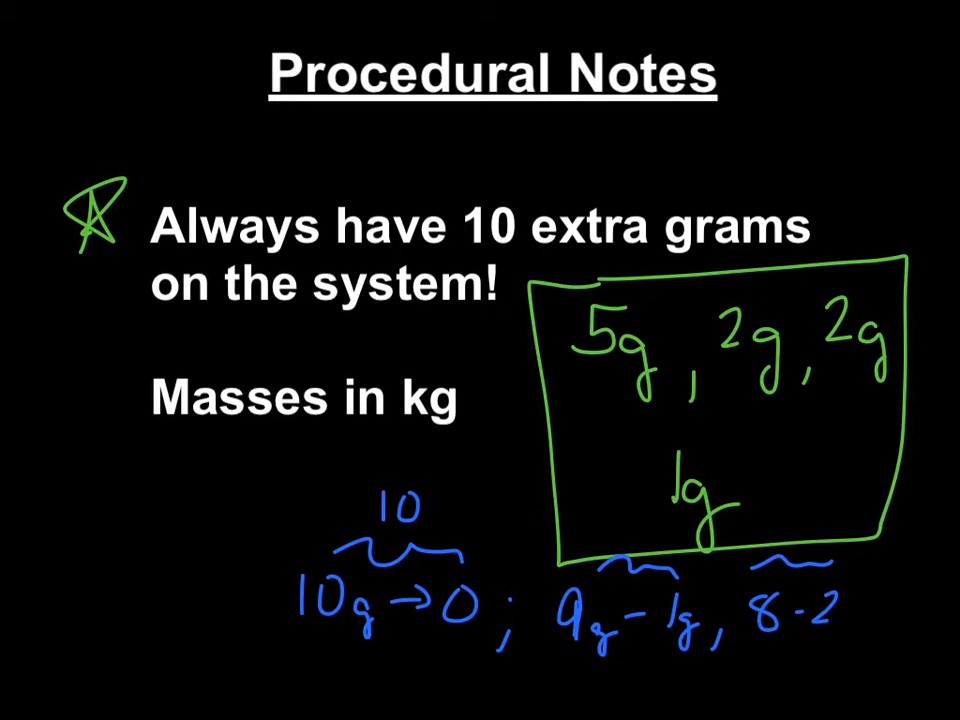 Procedural Notes
Always have 10 extra grams
on the system!
5g, 2g, 2g
Masses in kg
1g
10
10g → 0; 9g - 1g, 8 - 2